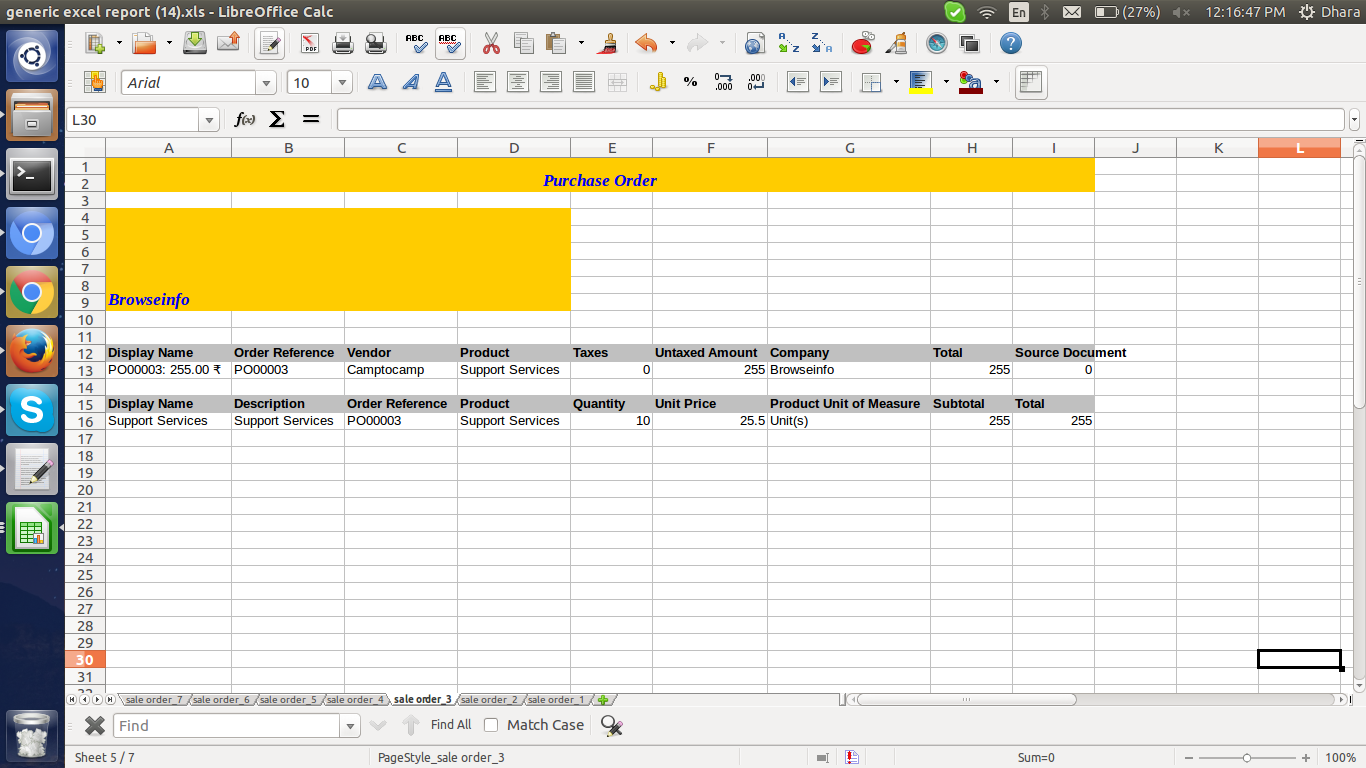 generic excel report (14).xls - LibreOffice Calc
En (27%) 12:16:47 PM Dhara
PDF ABC ABC
Arial 10
L30 f(x) Σ =
A B C D E F G H I J K L
1
2 Purchase Order
3
4
5
6
7
8
9 Browseinfo
10
11
12 Display Name Order Reference Vendor Product Taxes Untaxed Amount Company Total Source Document
13 PO00003: 255.00 ₹ PO00003 Camptocamp Support Services 0 255 Browseinfo 255 0
14
15 Display Name Description Order Reference Product Quantity Unit Price Product Unit of Measure Subtotal Total
16 Support Services Support Services PO00003 Support Services 10 25.5 Unit(s) 255 255
17
18
19
20
21
22
23
24
25
26
27
28
29
30
31
32
sale order_7 sale order_6 sale order_5 sale order_4 sale order_3 sale order_2 sale order_1
Find Find All Match Case
Sheet 5 / 7 PageStyle_sale order_3 Sum=0 100%